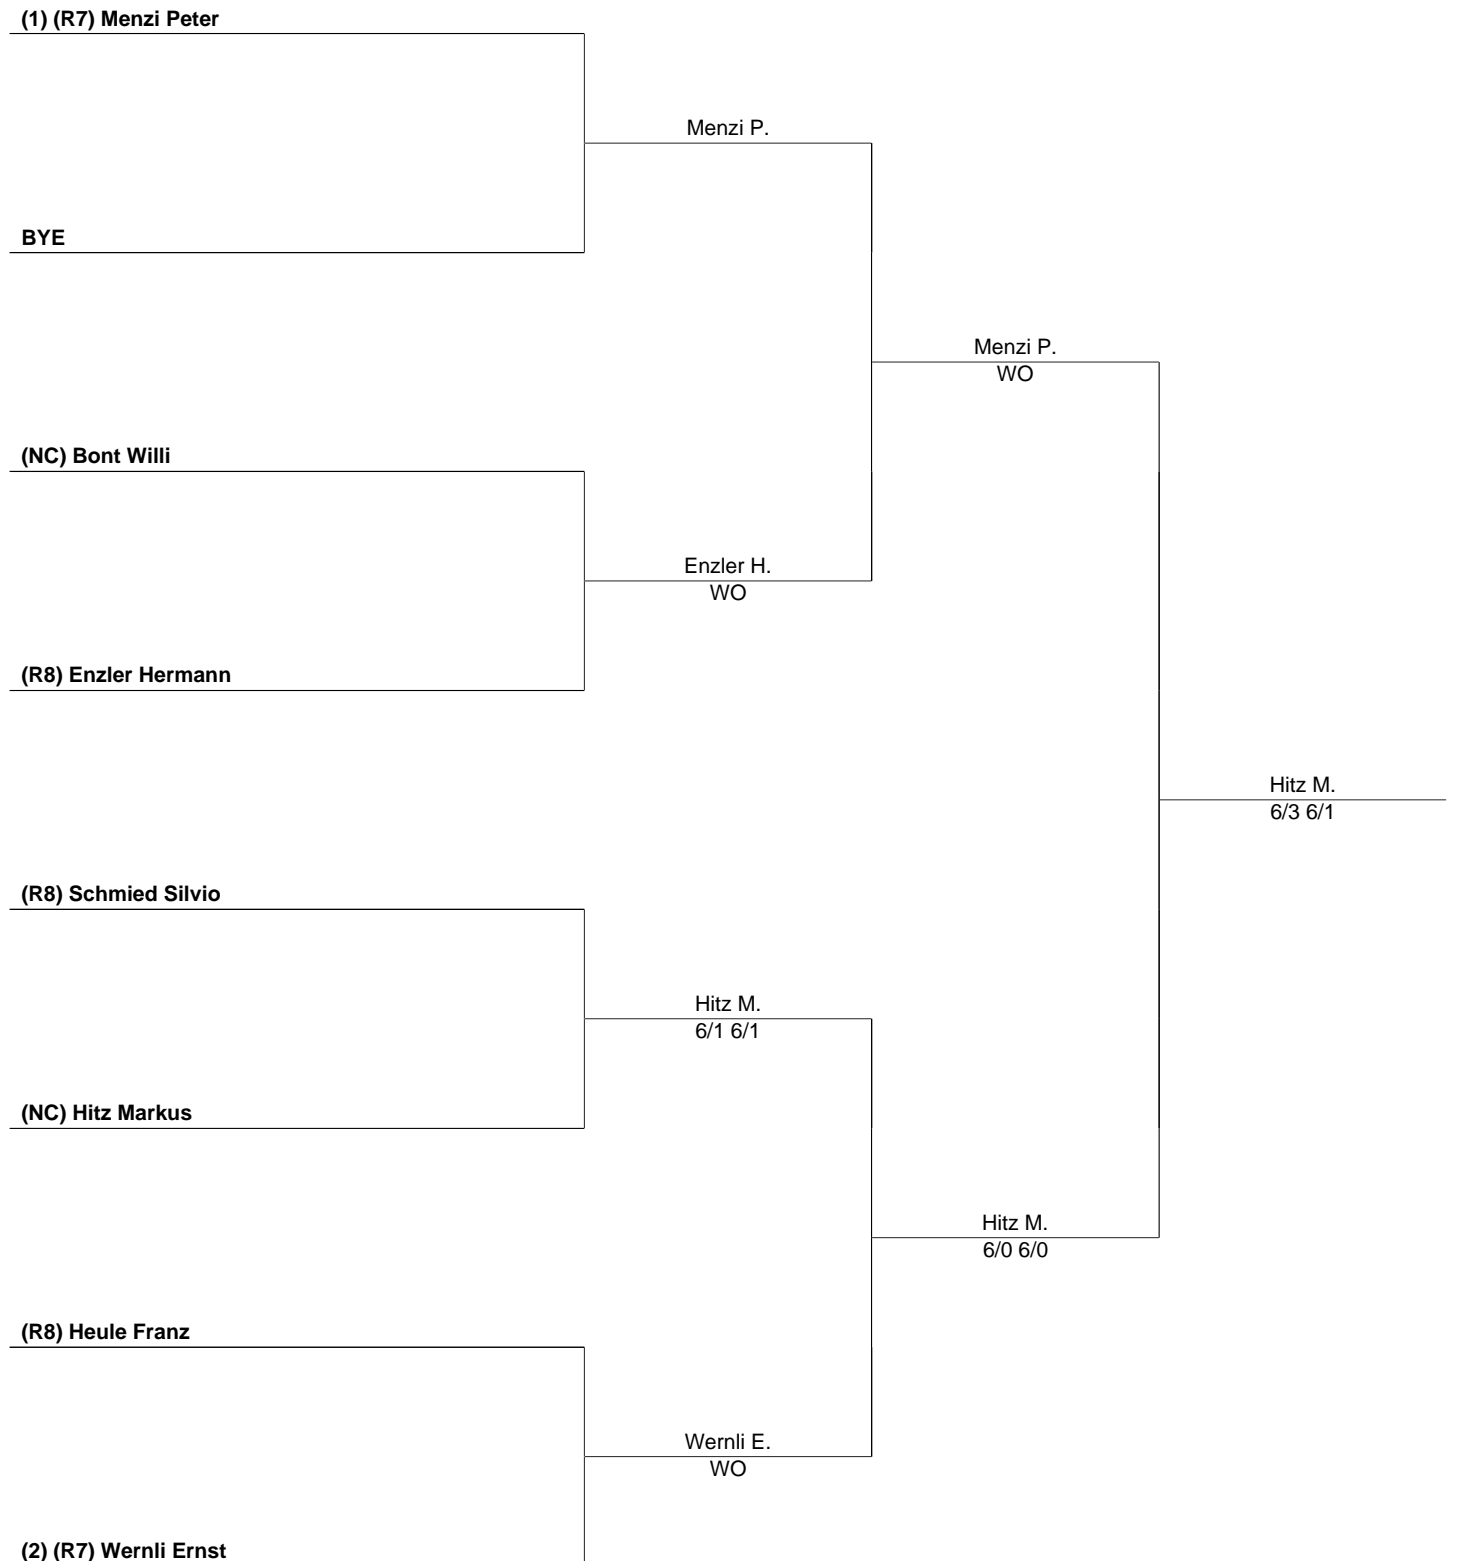 (1) (R7) Menzi Peter
Menzi P.
BYE
Menzi P.
WO
(NC) Bont Willi
Enzler H.
WO
(R8) Enzler Hermann
Hitz M.
6/3 6/1
(R8) Schmied Silvio
Hitz M.
6/1 6/1
(NC) Hitz Markus
Hitz M.
6/0 6/0
(R8) Heule Franz
Wernli E.
WO
(2) (R7) Wernli Ernst